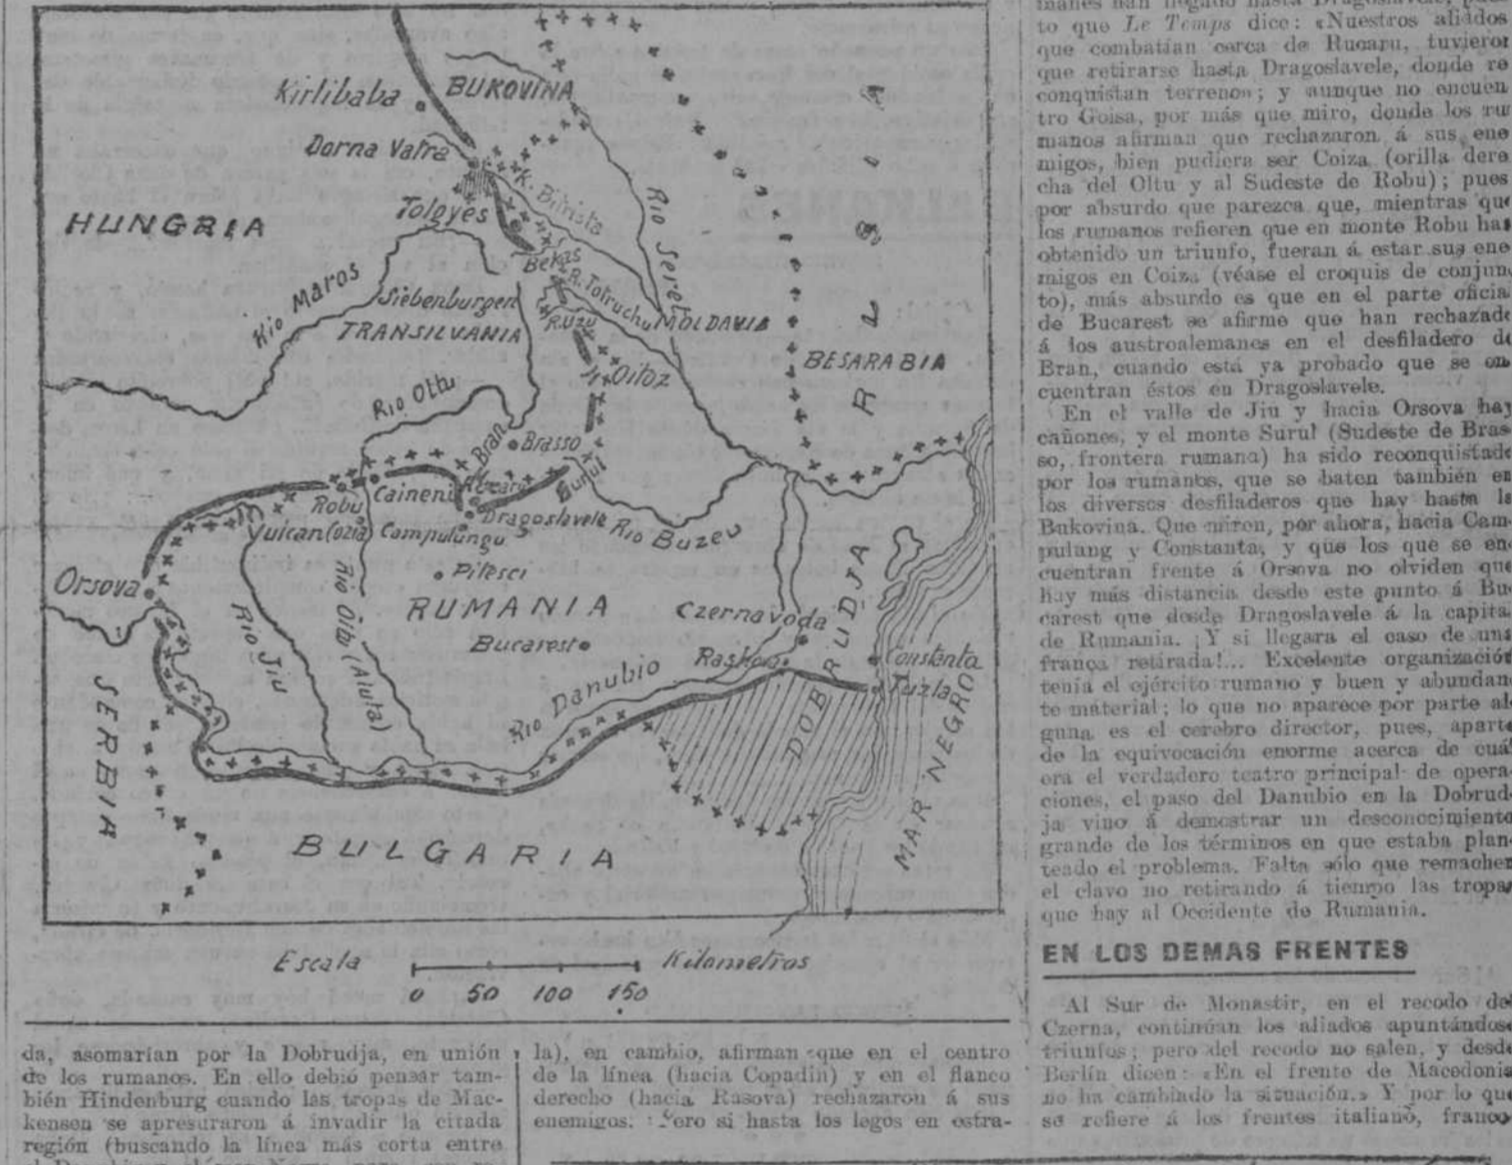 Kirlibaba
BUKOVINA
Dorna Vatra
K. Bitrista
Rio Seret
HUNGRIA
Tolgyes
Bekas
R. Totruchu
Rio Maros
Siebenburgen
TRANSILVANIA
R. Uzu
MOLDAVIA
BESARABIA
RUSIA
Oitoz
Rio Oltu
Bran
Brasso
Robu
Caineni
Rucaru
Surul
Dragoslavele
Rio Buzeu
Vulcan
(Cozia)
Campulungu
Orsova
Pitesci
RUMANIA
Czernavoda
Bucarest
Rio Jiu
Rio Oltu (Aluta)
Rio Danubio
Constanta
Tuzla
DOBRUDJA
MAR NEGRO
SERBIA
BULGARIA
Escala
Kilometros
0 50 100 150
da, asomarían por la Dobrudja, en unión
de los rumanos. En ello debió pensar tam-
bién Hindenburg cuando las tropas de Mac-
kensen se apresuraron á invadir la citada
región (buscando la línea más corta entre
la), en cambio, afirman que en el centro
de la línea (hacia Copadin) y en el flanco
derecho (hacia Rasova) rechazaron á sus
enemigos. Pero si hasta los legos en estra-
manes han llegado hasta Dragoslavele,
to que Le Temps dice: «Nuestros aliados
que combatían cerca de Rucaru, tuvieron
que retirarse hasta Dragoslavele, donde re
conquistan terreno»; y aunque no encuen
tro Goisa, por más que miro, donde los ru
manos afirman que rechazaron á sus ene
migos, bien pudiera ser Coiza (orilla dere
cha del Oltu y al Sudeste de Robu); pues
por absurdo que parezca que, mientras que
los rumanos refieren que en monte Robu han
obtenido un triunfo, fueran á estar sus ene
migos en Coiza (véase el croquis de conjun
to), más absurdo es que en el parte oficia
de Bucarest se afirme que han rechazado
á los austroalemanes en el desfiladero de
Bran, cuando está ya probado que se en
cuentran éstos en Dragoslavele.
En el valle de Jiu y hacia Orsova hay
cañones, y el monte Surul (Sudeste de Bras-
so, frontera rumana) ha sido reconquistado
por los rumanos, que se baten también en
los diversos desfiladeros que hay hasta la
Bukovina. Que miren, por ahora, hacia Cam-
pulung y Constanta, y que los que se en-
cuentran frente á Orsova no olviden que
hay más distancia desde este punto á Bu-
carest que desde Dragoslavele á la capita
de Rumania. ¡Y si llegara el caso de una
franca retirada!... Excelente organización
tenía el ejército rumano y buen y abundan
te material; lo que no aparece por parte al
guna es el cerebro director, pues, aparte
de la equivocación enorme acerca de cuá
era el verdadero teatro principal de opera-
ciones, el paso del Danubio en la Dobrud-
ja vino á demostrar un desconocimiento
grande de los términos en que estaba plan-
teado el problema. Falta sólo que remachen
el clavo no retirando á tiempo las tropas
que hay al Occidente de Rumania.
EN LOS DEMAS FRENTES
Al Sur de Monastir, en el recodo del
Czerna, continúan los aliados apuntándose
triunfos; pero del recodo no salen, y desde
Berlín dicen: «En el frente de Macedonia
no ha cambiado la situación.» Y por lo que
se refiere á los frentes italiano, franco-